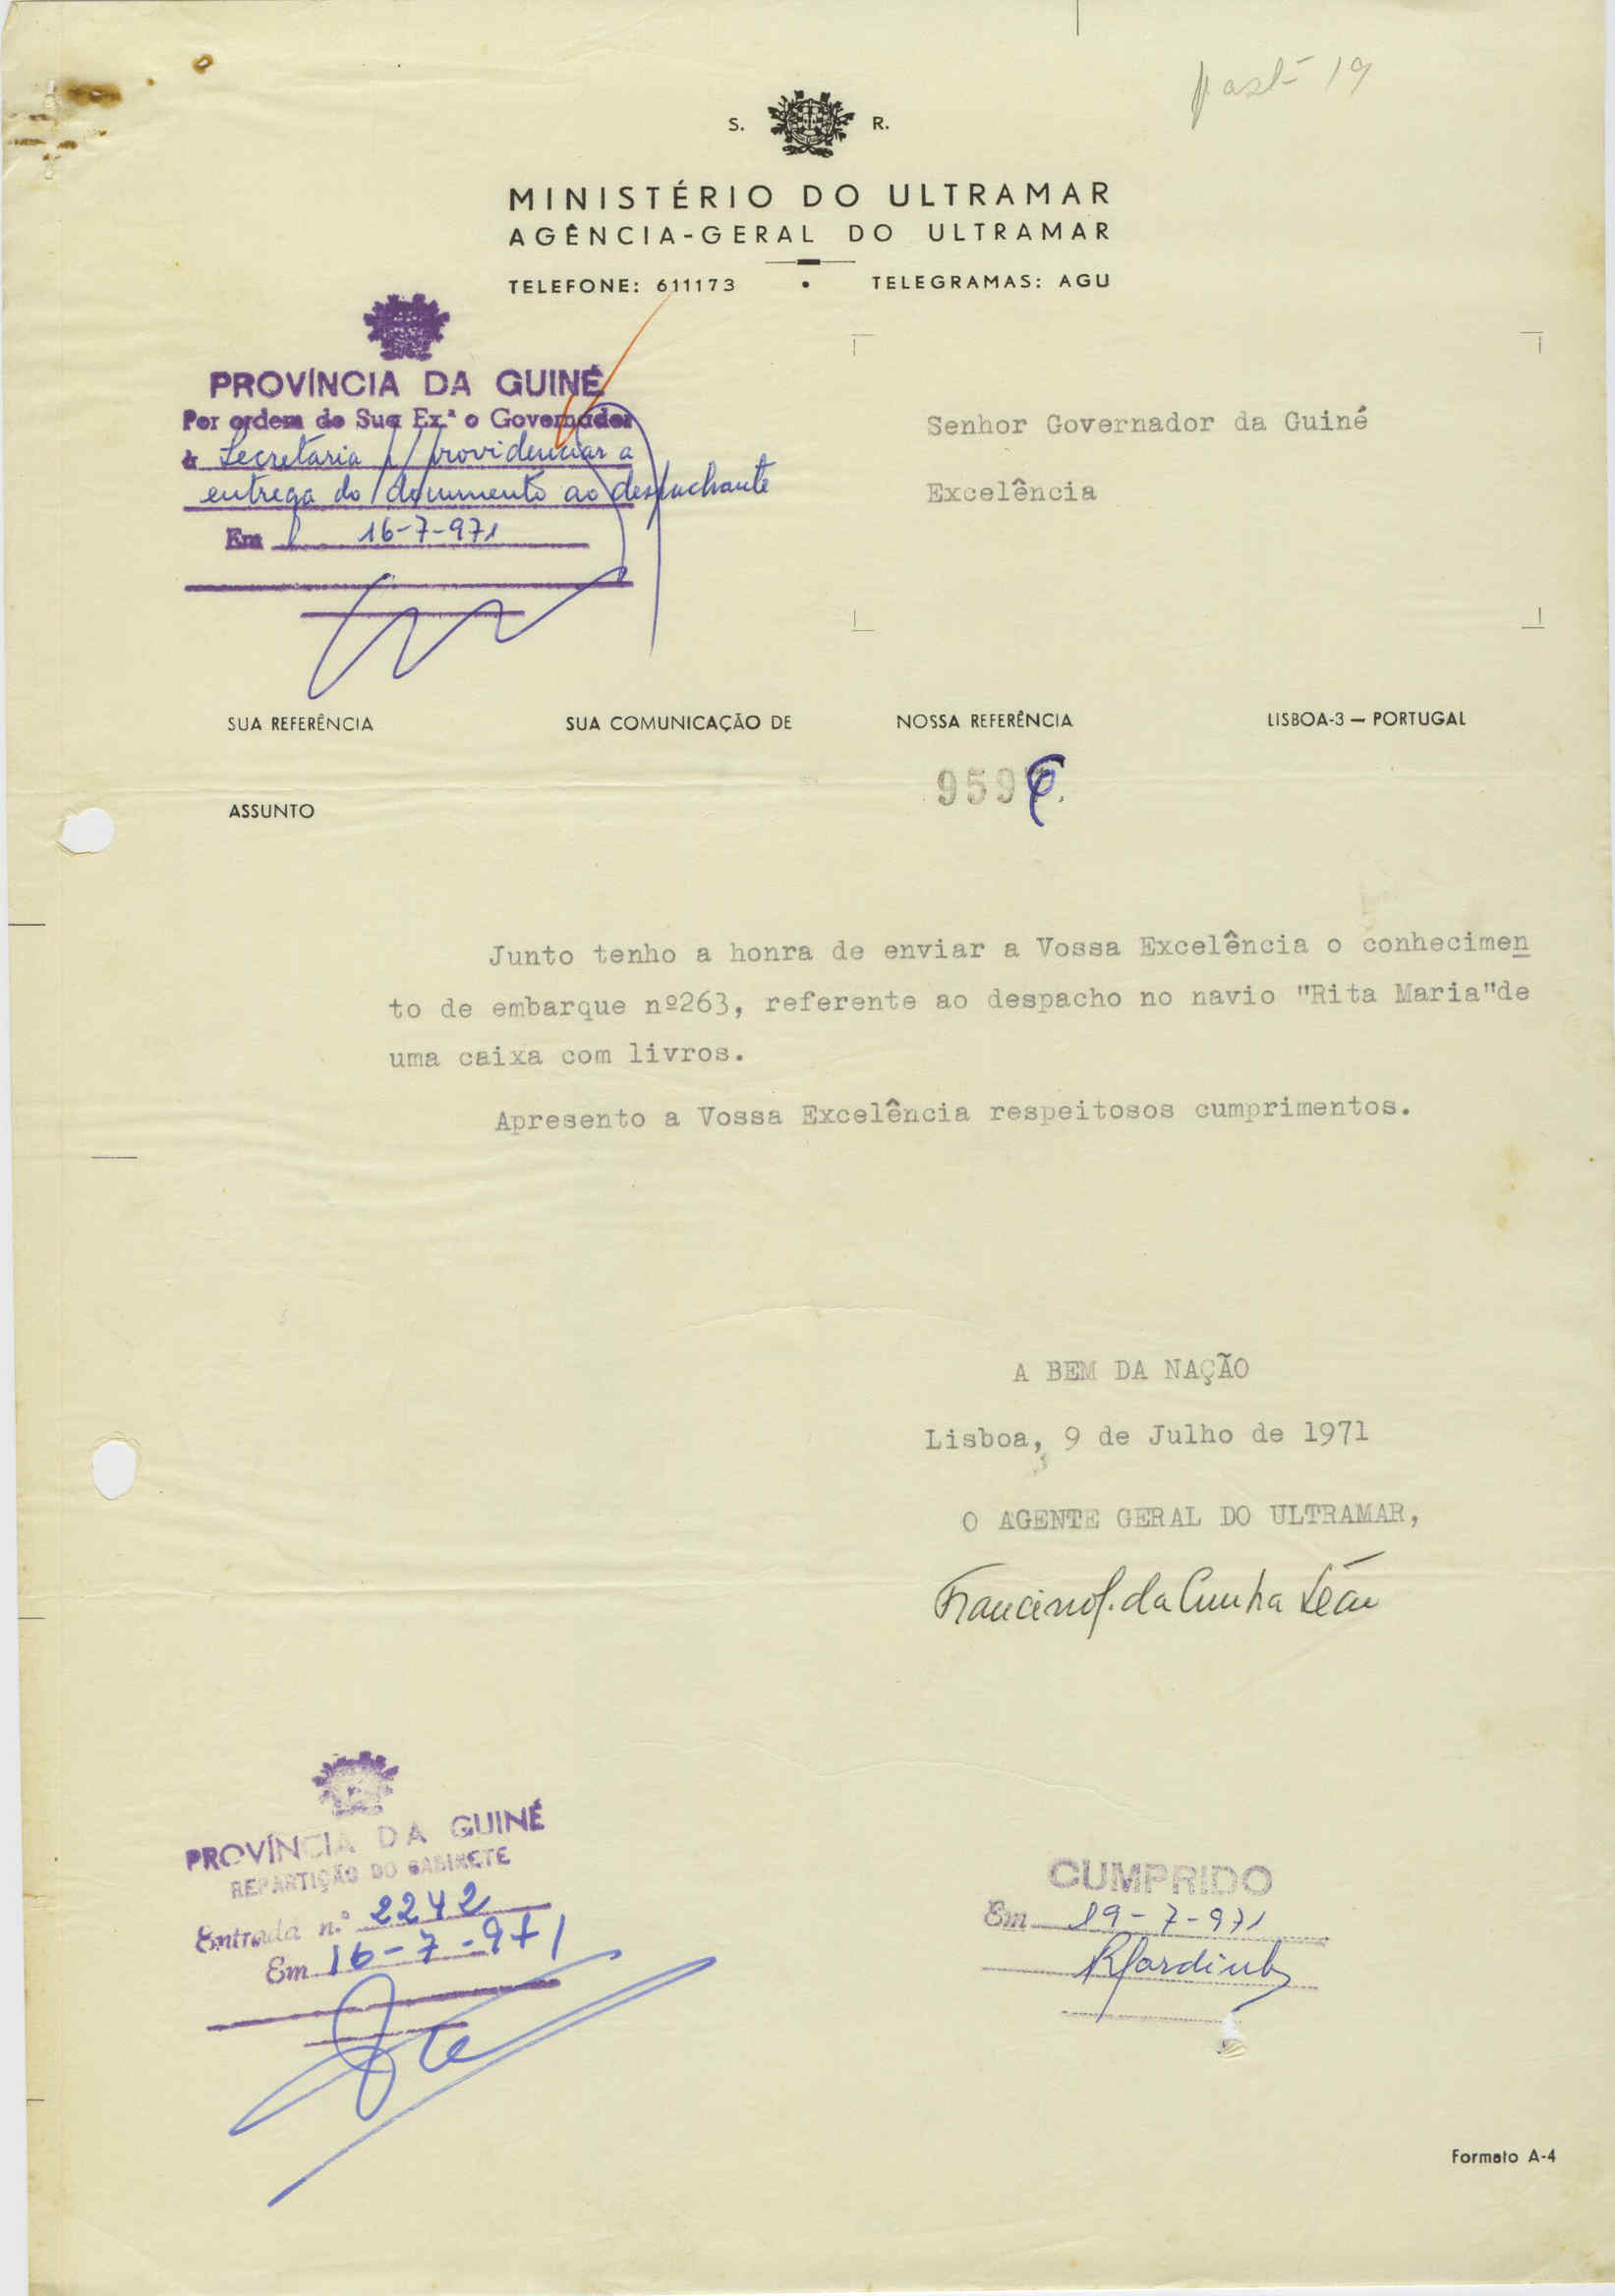 past- 19
S. R.
MINISTÉRIO DO ULTRAMAR
AGÊNCIA-GERAL DO ULTRAMAR
TELEFONE: 611173 • TELEGRAMAS: AGU
PROVÍNCIA DA GUINÉ
Por ordem de Sua Ex.ª o Governador
à Secretaria p/ providenciar a
entrega do documento ao despachante
Em 16-7-971
Senhor Governador da Guiné
Excelência
SUA REFERÊNCIA SUA COMUNICAÇÃO DE NOSSA REFERÊNCIA LISBOA-3 — PORTUGAL
959
ASSUNTO
Junto tenho a honra de enviar a Vossa Excelência o conhecimen
to de embarque nº263, referente ao despacho no navio "Rita Maria"de
uma caixa com livros.
Apresento a Vossa Excelência respeitosos cumprimentos.
A BEM DA NAÇÃO
Lisboa, 9 de Julho de 1971
O AGENTE GERAL DO ULTRAMAR,
Francisco J. da Cunha Leão
PROVÍNCIA DA GUINÉ
REPARTIÇÃO DO GABINETE
Entrada n.º 2242
Em 16-7-971
CUMPRIDO
Em 19-7-971
Formato A-4